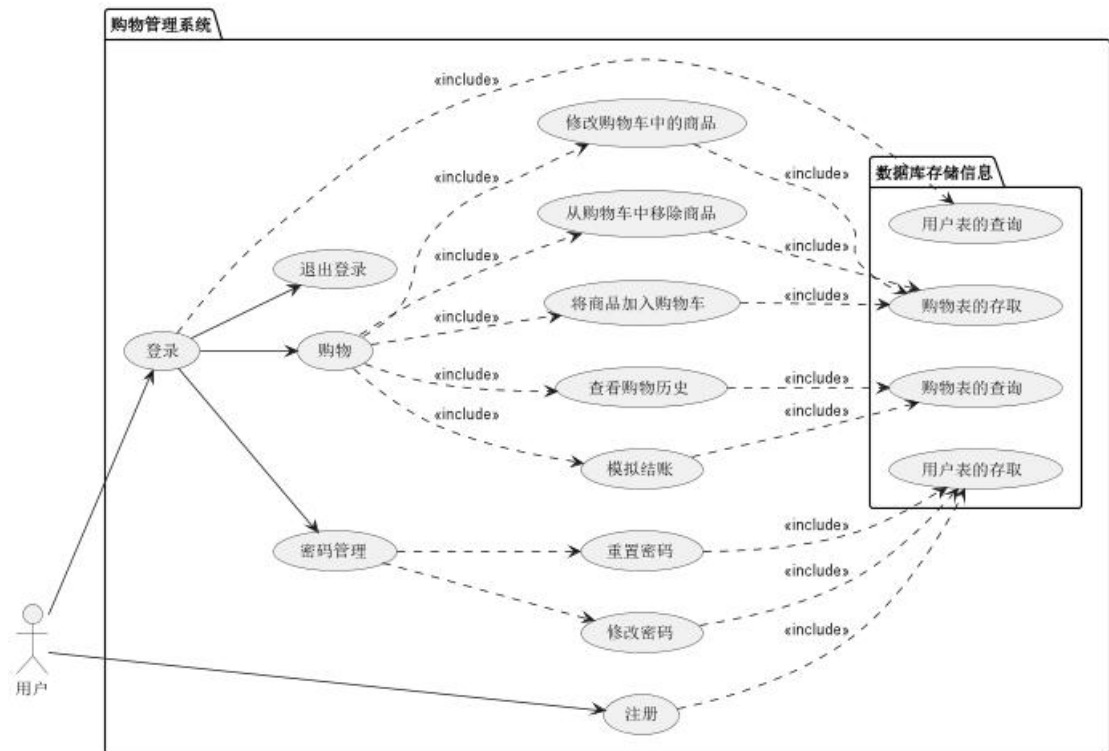 购物管理系统
«include»
修改购物车中的商品
«include»
«include»
数据库存储信息
从购物车中移除商品
用户表的查询
«include»
«include»
退出登录
将商品加入购物车
«include»
«include»
购物表的存取
登录
购物
«include»
«include»
查看购物历史
购物表的查询
«include»
«include»
模拟结账
用户表的存取
密码管理
重置密码
«include»
«include»
修改密码
«include»
用户
注册